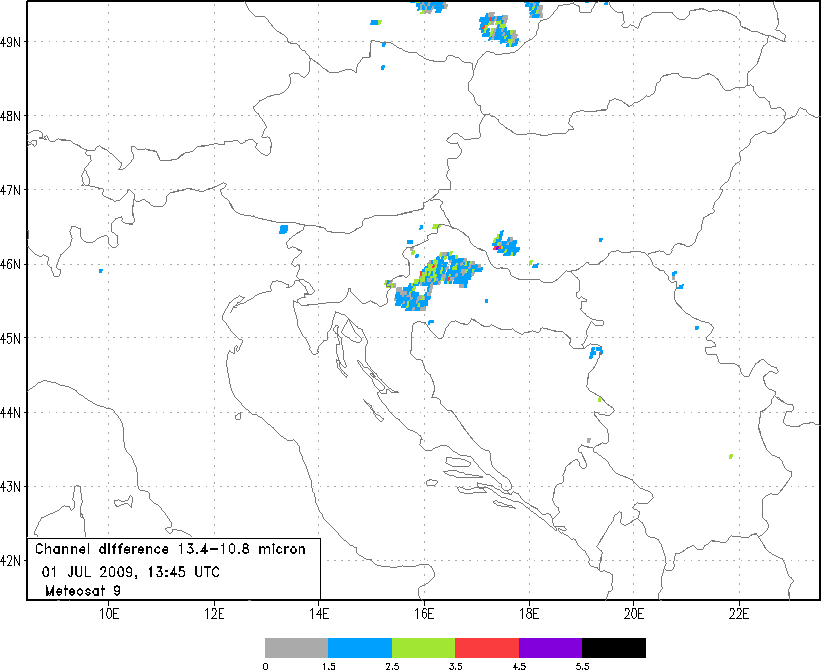 49N
48N
47N
46N
45N
44N
43N
42N
Channel difference 13.4-10.8 micron
01 JUL 2009, 13:45 UTC
Meteosat 9
10E 12E 14E 16E 18E 20E 22E
0 1.5 2.5 3.5 4.5 5.5